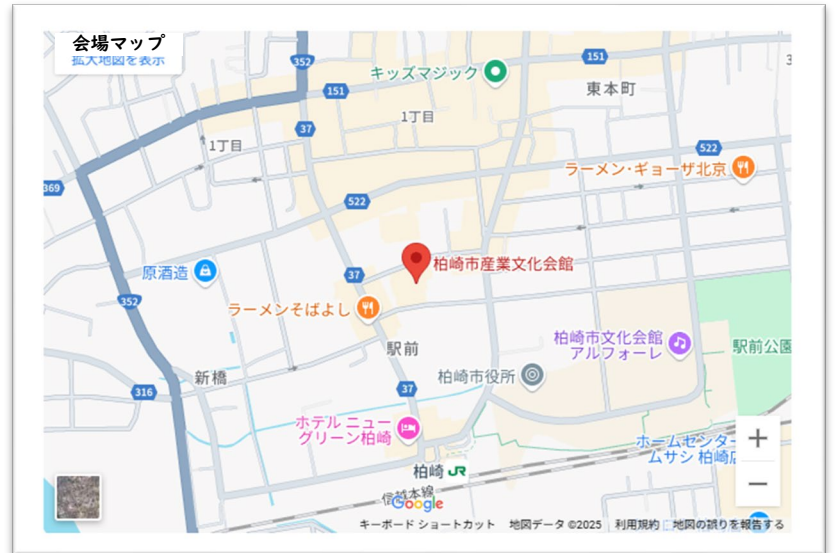 会場マップ
拡大地図を表示
352
151
キッズマジック
151
東本町
37
1丁目
1丁目
522
ラーメン・ギョーザ北京
369
522
原酒造
37
柏崎市産業文化会館
352
ラーメンそばよし
駅前
柏崎市文化会館
アルフォーレ
駅前公園
新橋
柏崎市役所
316
37
ホテル ニュー
グリーン柏崎
ホームセンター
ムサシ 柏崎店
柏崎 JR
信越本線
Google
キーボード ショートカット 地図データ ©2025 利用規約 地図の誤りを報告する